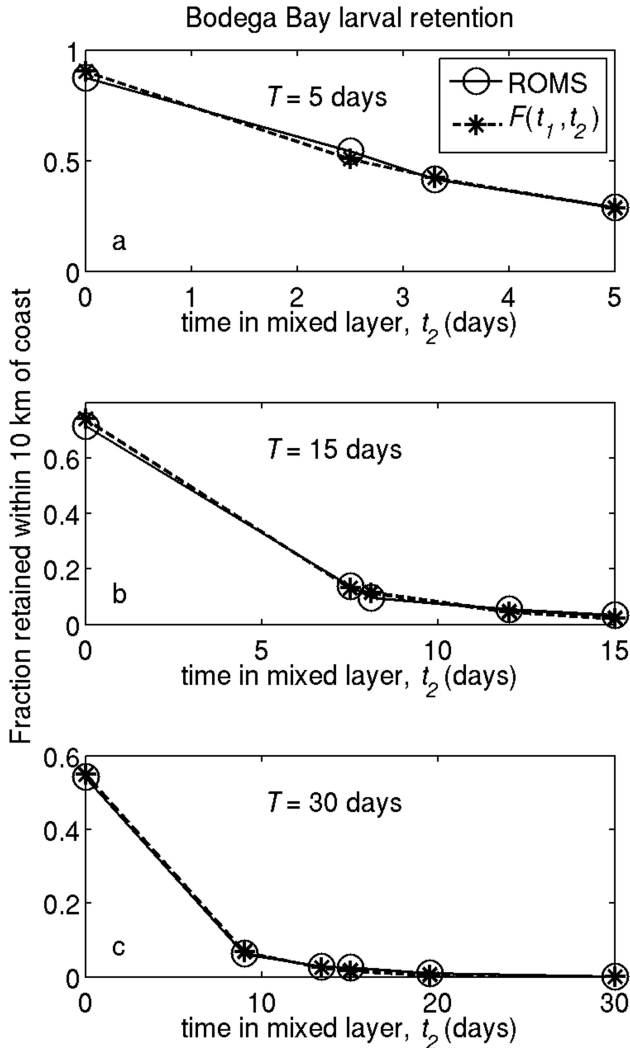 Bodega Bay larval retention
Fraction retained within 10 km of coast
1
0.5
0
T = 5 days
ROMS
F(t1,t2)
a
0 1 2 3 4 5
time in mixed layer, t2 (days)
0.6
0.4
0.2
0
T = 15 days
b
0 5 10 15
time in mixed layer, t2 (days)
0.6
0.4
0.2
0
T = 30 days
c
0 10 20 30
time in mixed layer, t2 (days)